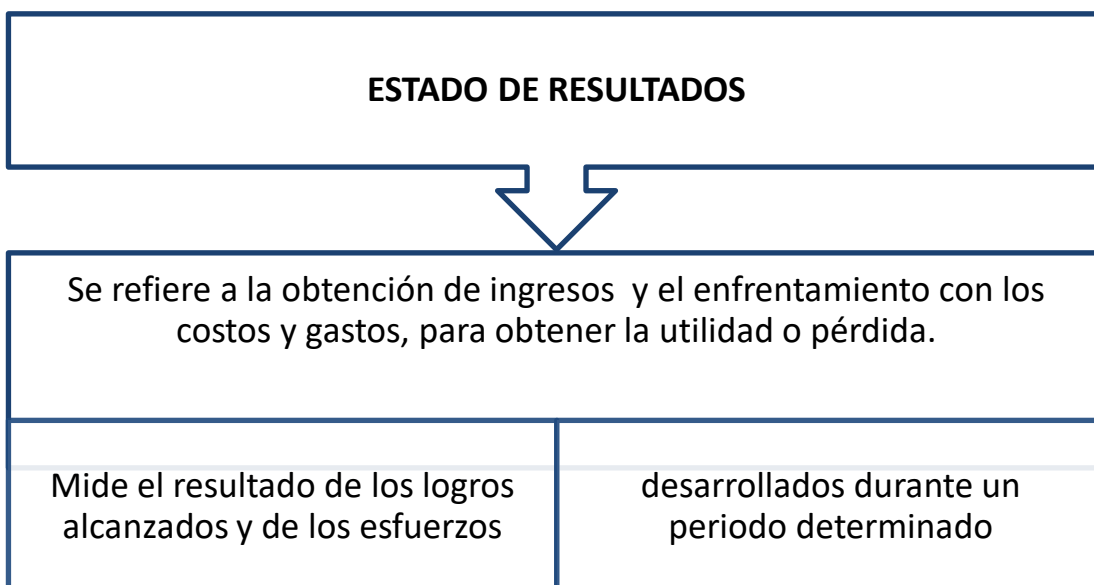 ESTADO DE RESULTADOS
Se refiere a la obtención de ingresos y el enfrentamiento con los
costos y gastos, para obtener la utilidad o pérdida.
Mide el resultado de los logros
alcanzados y de los esfuerzos
desarrollados durante un
periodo determinado